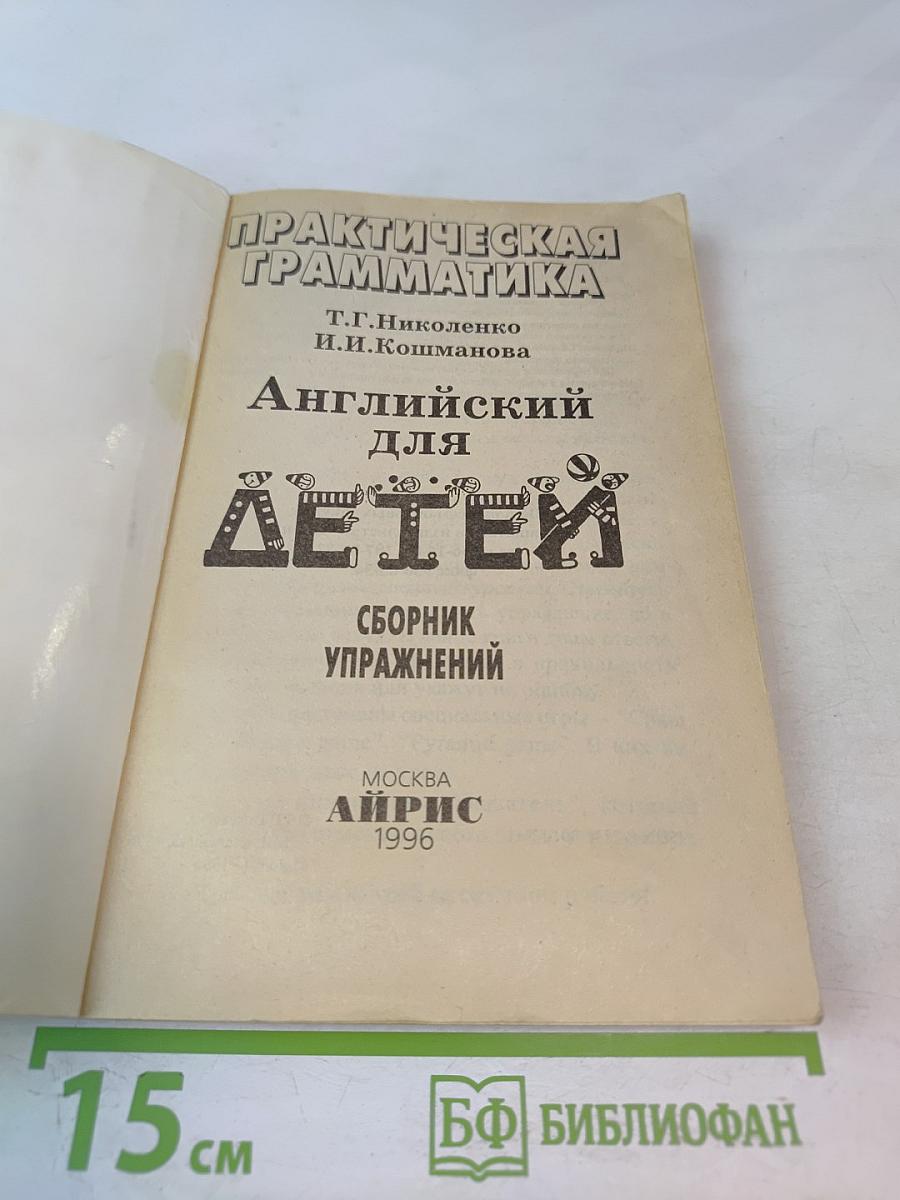 ПРАКТИЧЕСКАЯ
ГРАММАТИКА
Т.Г.Николенко
И.И.Кошманова
Английский
для
ДЕТЕЙ
СБОРНИК
УПРАЖНЕНИЙ
МОСКВА
АЙРИС
1996
15 см
БФ БИБЛИОФАН